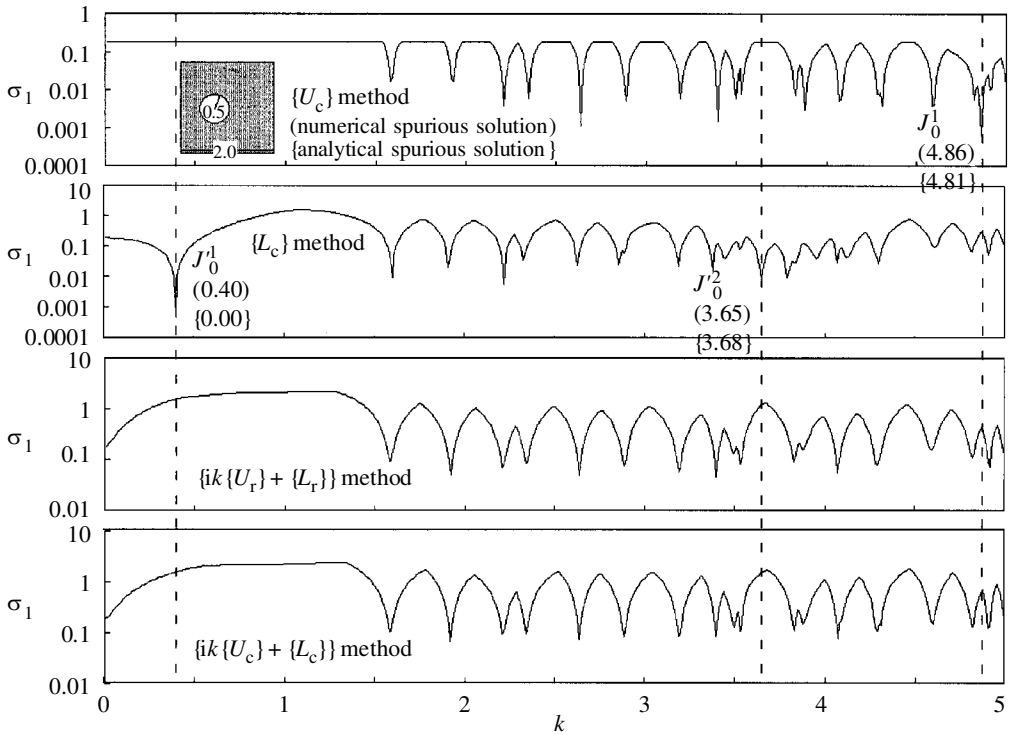 1
0.1
σ1
0.01
0.001
0.0001
0.5
2.0
{Uc} method
(numerical spurious solution)
{analytical spurious solution}
J^1_0
(4.86)
{4.81}
10
1
σ1
0.1
0.01
0.001
0.0001
{Lc} method
J'^1_0
(0.40)
{0.00}
J'^2_0
(3.65)
{3.68}
10
1
σ1
0.1
0.01
{ik{Ur} + {Lr}} method
10
1
σ1
0.1
0.01
{ik{Uc} + {Lc}} method
0 1 2 3 4 5
k